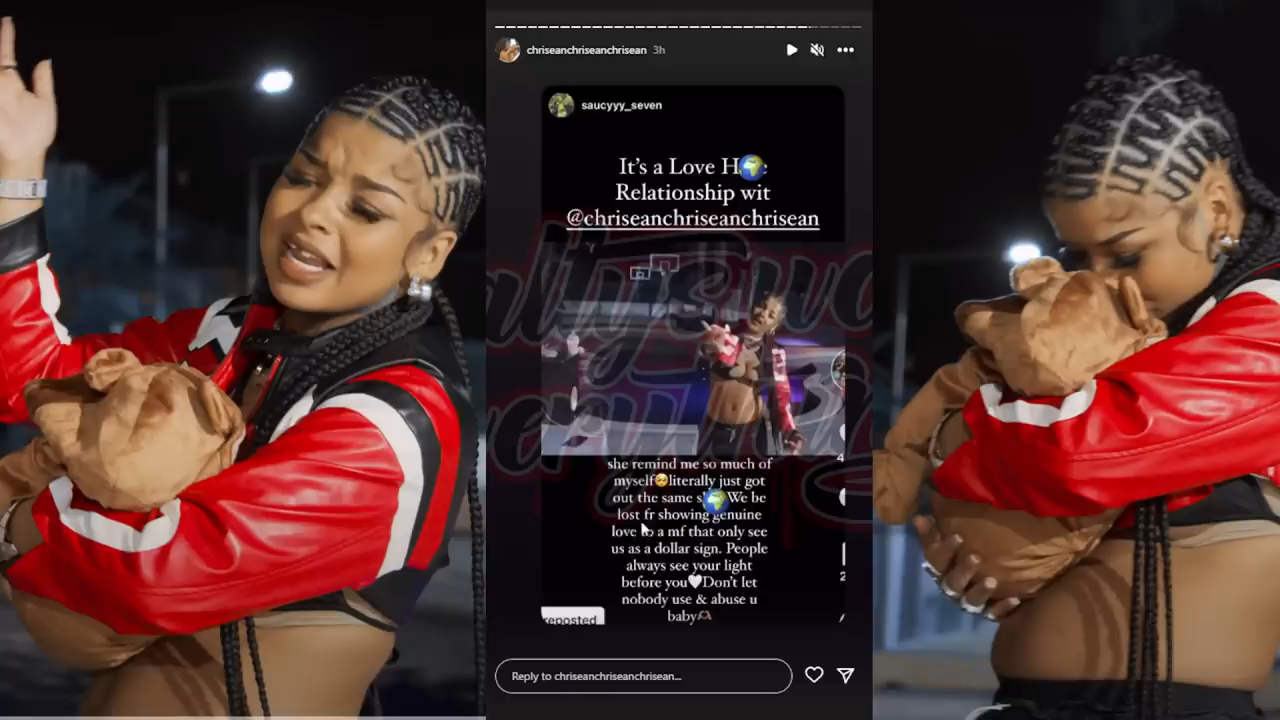 chriseanchriseanchrisean 3h
saucyyy_seven
It's a Love H🌍e
Relationship wit
@chriseanchriseanchrisean
she remind me so much of
myself🥺literally just got
out the same s🌍 We be
lost fr showing genuine
love to a mf that only see
us as a dollar sign. People
always see your light
before you🤍Don't let
nobody use & abuse u
baby🫶🏾
reposted
Reply to chriseanchriseanchrisean...